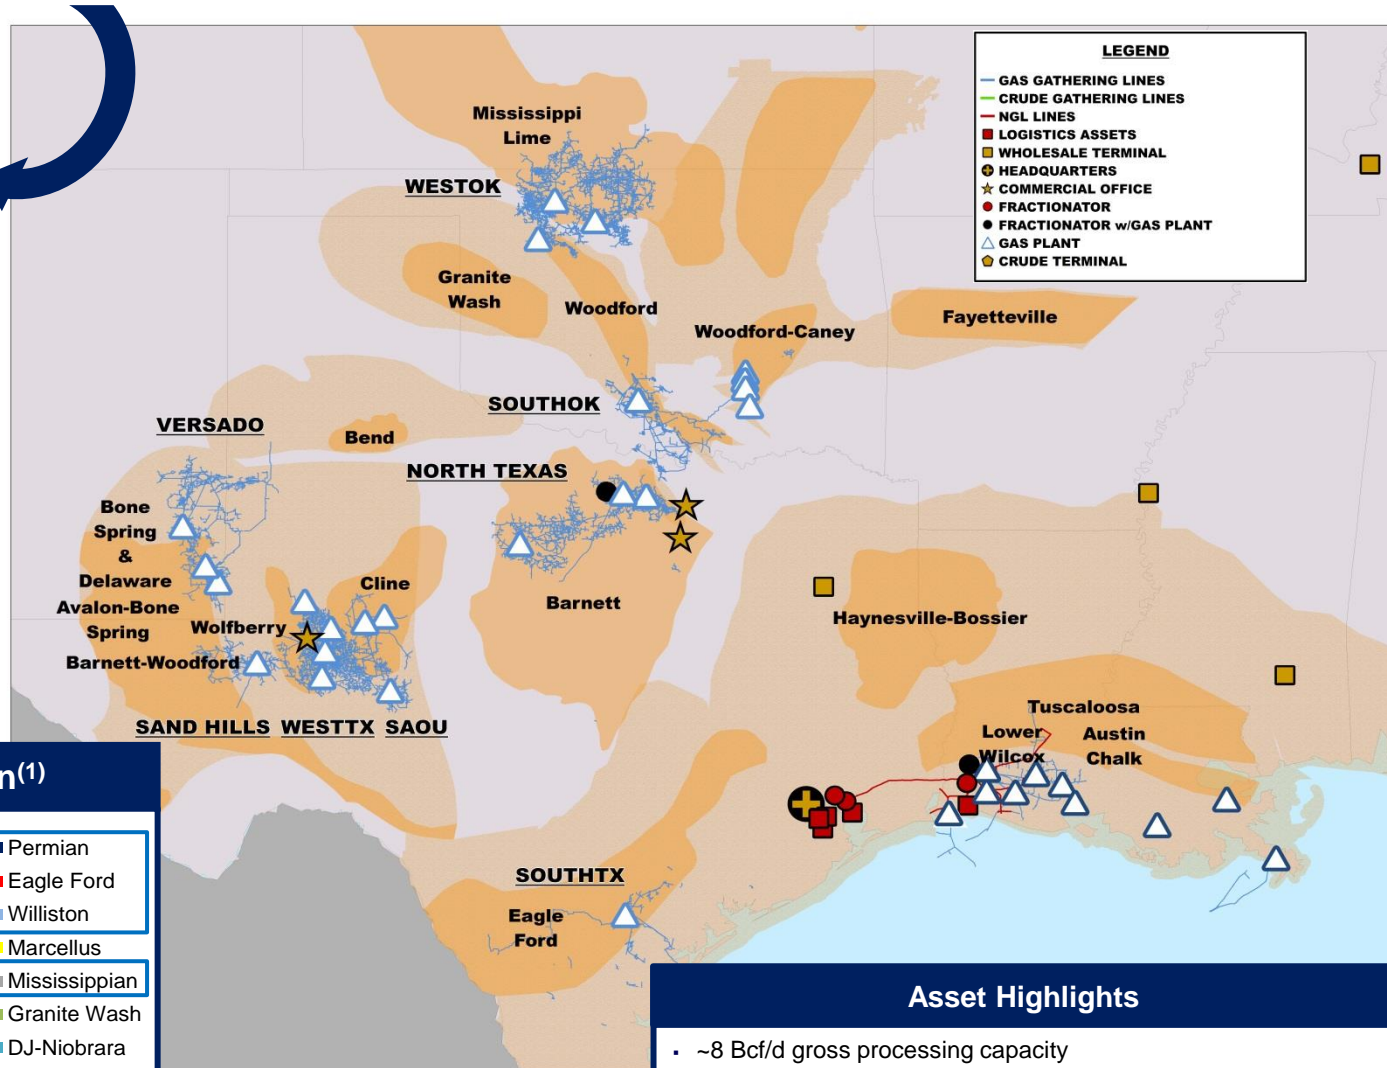 LEGEND
GAS GATHERING LINES
CRUDE GATHERING LINES
NGL LINES
LOGISTICS ASSETS
WHOLESALE TERMINAL
HEADQUARTERS
COMMERCIAL OFFICE
FRACTIONATOR
FRACTIONATOR w/GAS PLANT
GAS PLANT
CRUDE TERMINAL
Mississippi
Lime
WESTOK
Granite
Wash
Woodford
Woodford-Caney
Fayetteville
SOUTHOK
VERSADO
Bend
NORTH TEXAS
Bone
Spring
&
Delaware
Avalon-Bone
Spring
Cline
Wolfberry
Barnett-Woodford
Barnett
Haynesville-Bossier
SAND HILLS
WESTTX
SAOU
Tuscaloosa
Lower
Wilcox
Austin
Chalk
SOUTHTX
Eagle
Ford
n(1)
Permian
Eagle Ford
Williston
Marcellus
Mississippian
Granite Wash
DJ-Niobrara
Asset Highlights
▪ ~8 Bcf/d gross processing capacity